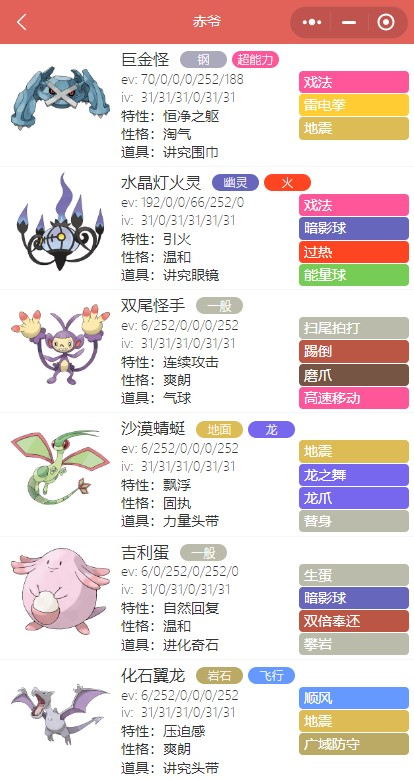 赤爷
巨金怪 钢 超能力
ev: 70/0/0/0/252/188
iv: 31/31/31/0/31/31
特性：恒净之躯
性格：淘气
道具：讲究围巾
戏法
雷电拳
地震
水晶灯火灵 幽灵 火
ev: 192/0/0/66/252/0
iv: 31/0/31/31/31/31
特性：引火
性格：温和
道具：讲究眼镜
戏法
暗影球
过热
能量球
双尾怪手 一般
ev: 6/252/0/0/0/252
iv: 31/31/31/0/31/31
特性：连续攻击
性格：爽朗
道具：气球
扫尾拍打
踢倒
磨爪
高速移动
沙漠蜻蜓 地面 龙
ev: 6/252/0/0/0/252
iv: 31/31/31/0/31/31
特性：飘浮
性格：固执
道具：力量头带
地震
龙之舞
龙爪
替身
吉利蛋 一般
ev: 6/0/252/0/252/0
iv: 31/0/31/0/31/31
特性：自然回复
性格：温和
道具：进化奇石
生蛋
暗影球
双倍奉还
攀岩
化石翼龙 岩石 飞行
ev: 6/252/0/0/0/252
iv: 31/31/31/0/31/31
特性：压迫感
性格：爽朗
道具：讲究头带
顺风
地震
广域防守